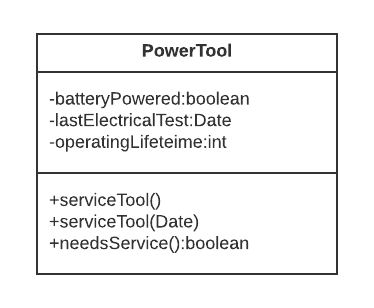 PowerTool
-batteryPowered:boolean
-lastElectricalTest:Date
-operatingLifeteime:int
+serviceTool()
+serviceTool(Date)
+needsService():boolean